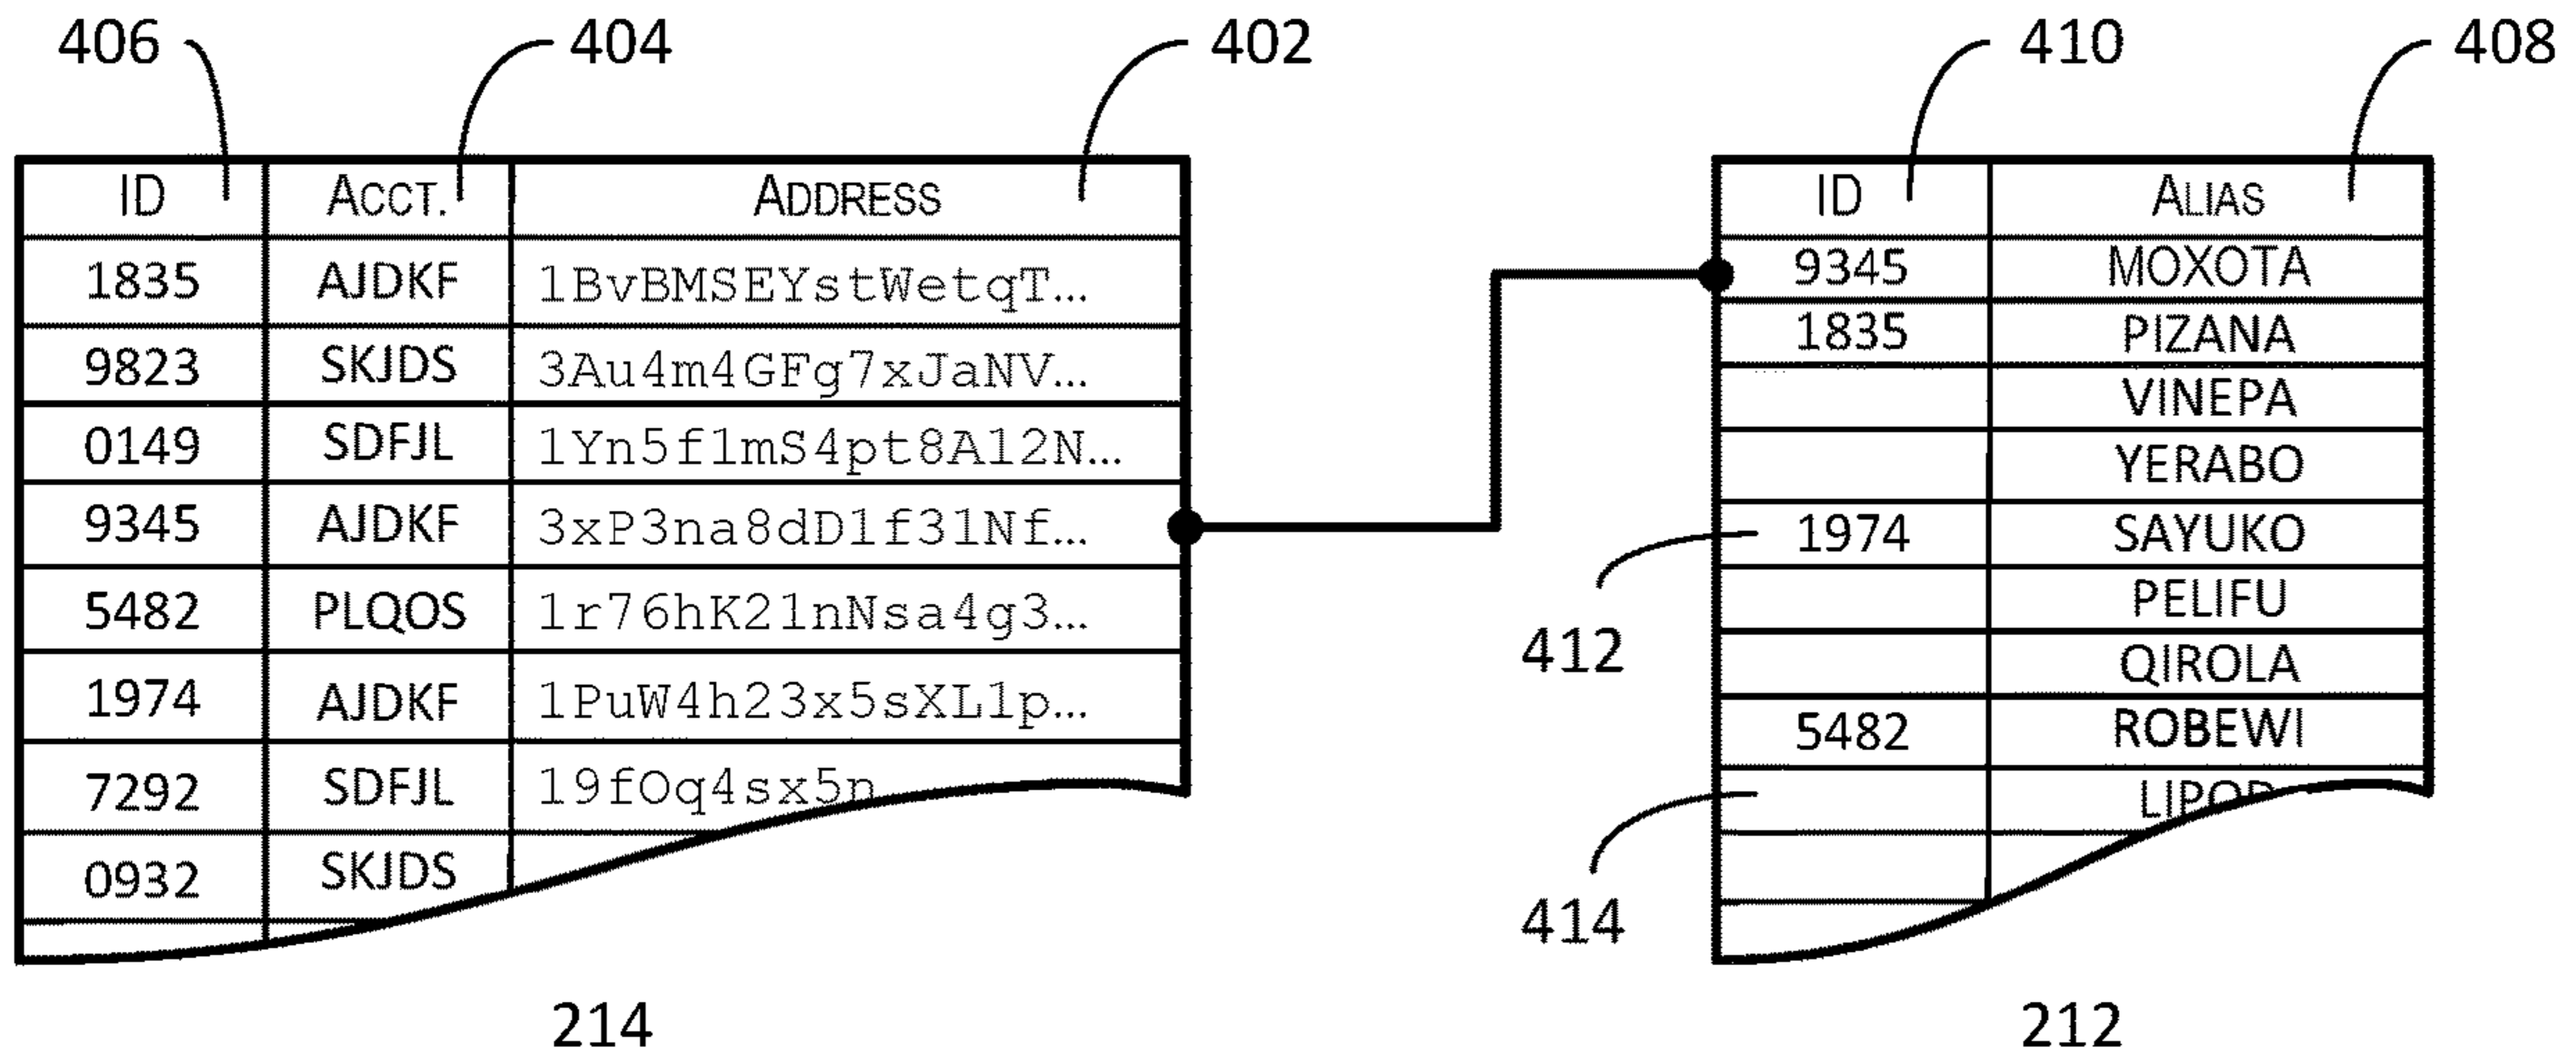 406 404 402 410 408
ID ACCT. ADDRESS
1835 AJDKF 1BvBMSEYstWetqT...
9823 SKJDS 3Au4m4GFg7xJaNV...
0149 SDFJL 1Yn5f1mS4pt8A12N...
9345 AJDKF 3xP3na8dD1f31Nf...
5482 PLQOS 1r76hK21nNsa4g3...
1974 AJDKF 1PuW4h23x5sXL1p...
7292 SDFJL 19fOq4sx5n
0932 SKJDS
214
ID ALIAS
9345 MOXOTA
1835 PIZANA
VINEPA
YERABO
1974 SAYUKO
412
PELIFU
QIROLA
5482 ROBEWI
414
212